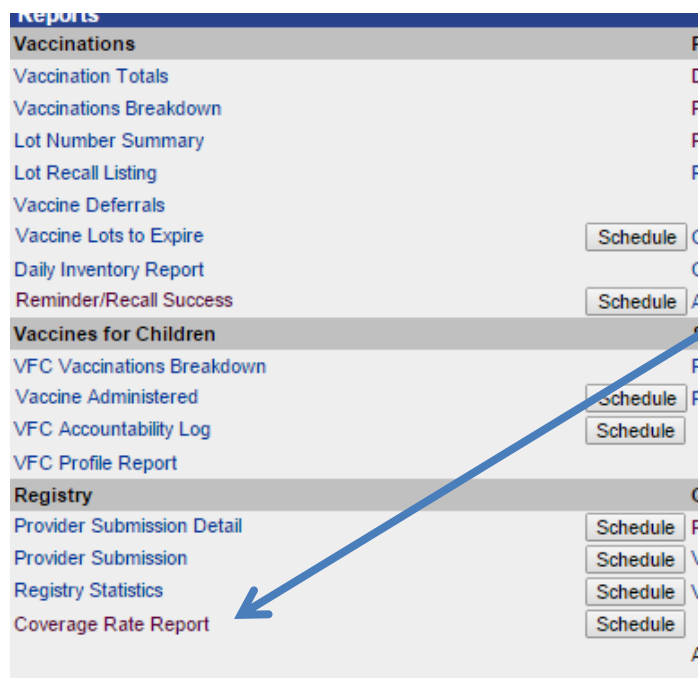 Reports
Vaccinations
Vaccination Totals
Vaccinations Breakdown
Lot Number Summary
Lot Recall Listing
Vaccine Deferrals
Vaccine Lots to Expire Schedule
Daily Inventory Report
Reminder/Recall Success Schedule
Vaccines for Children
VFC Vaccinations Breakdown
Vaccine Administered Schedule
VFC Accountability Log Schedule
VFC Profile Report
Registry
Provider Submission Detail Schedule
Provider Submission Schedule
Registry Statistics Schedule
Coverage Rate Report Schedule